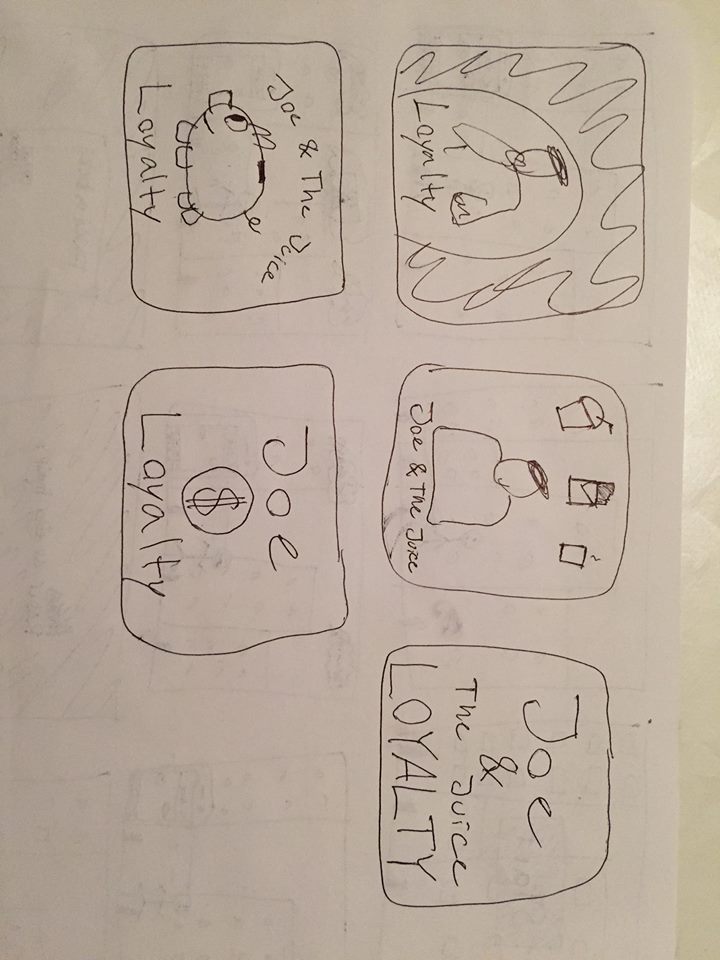 Loyalty
Joe & The Juice
Joe
&
The Juice
LOYALTY
Joe & The Juice
Loyalty
Joe
$
Loyalty